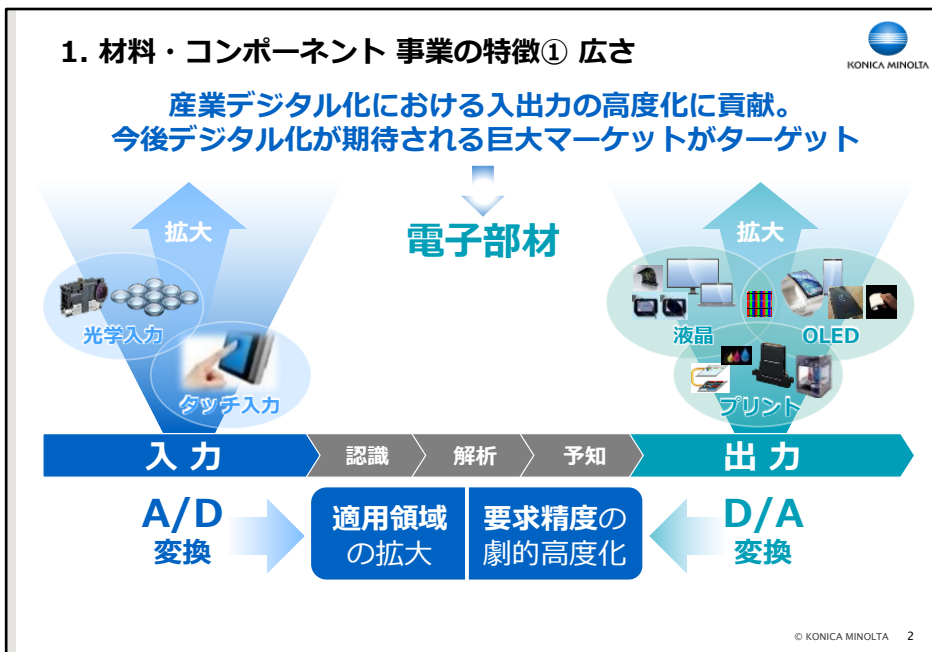 1. 材料・コンポーネント 事業の特徴① 広さ
KONICA MINOLTA
産業デジタル化における入出力の高度化に貢献。
今後デジタル化が期待される巨大マーケットがターゲット
電子部材
拡大
光学入力
タッチ入力
拡大
液晶
OLED
プリント
入力
認識
解析
予知
出力
A/D
変換
適用領域
の拡大
要求精度の
劇的高度化
D/A
変換
© KONICA MINOLTA 2